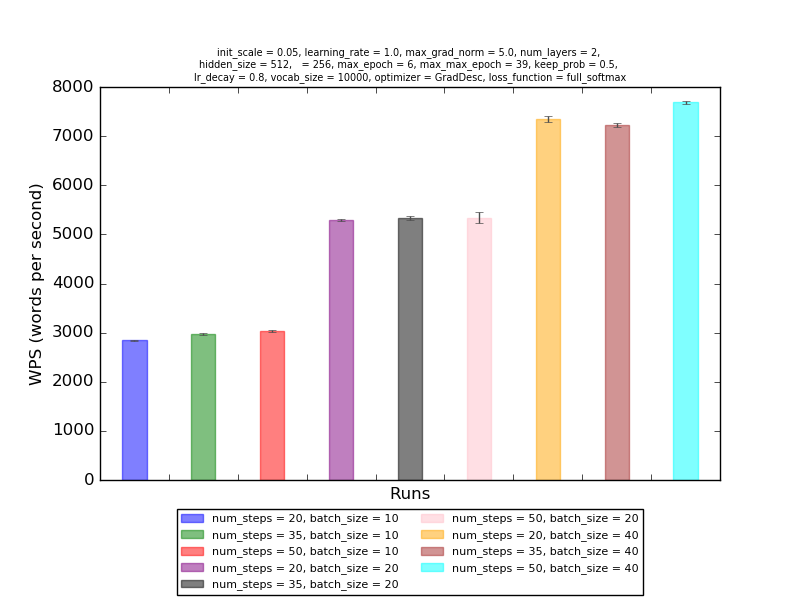 init_scale = 0.05, learning_rate = 1.0, max_grad_norm = 5.0, num_layers = 2,
hidden_size = 512,   = 256, max_epoch = 6, max_max_epoch = 39, keep_prob = 0.5,
lr_decay = 0.8, vocab_size = 10000, optimizer = GradDesc, loss_function = full_softmax
8000
7000
6000
5000
4000
3000
2000
1000
0
WPS (words per second)
Runs
num_steps = 20, batch_size = 10
num_steps = 35, batch_size = 10
num_steps = 50, batch_size = 10
num_steps = 20, batch_size = 20
num_steps = 35, batch_size = 20
num_steps = 50, batch_size = 20
num_steps = 20, batch_size = 40
num_steps = 35, batch_size = 40
num_steps = 50, batch_size = 40